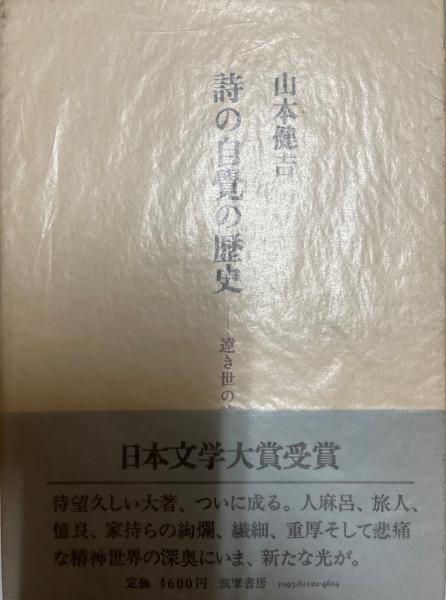 山本健吉
詩の自覺の歴史
──遠き世の
日本文学大賞受賞
待望久しい大著、ついに成る。人麻呂、旅人、
憶良、家持らの絢爛、繊細、重厚そして悲痛
な精神世界の深奥にいま、新たな光が。
定価 4600円 筑摩書房 1095-82102-4604